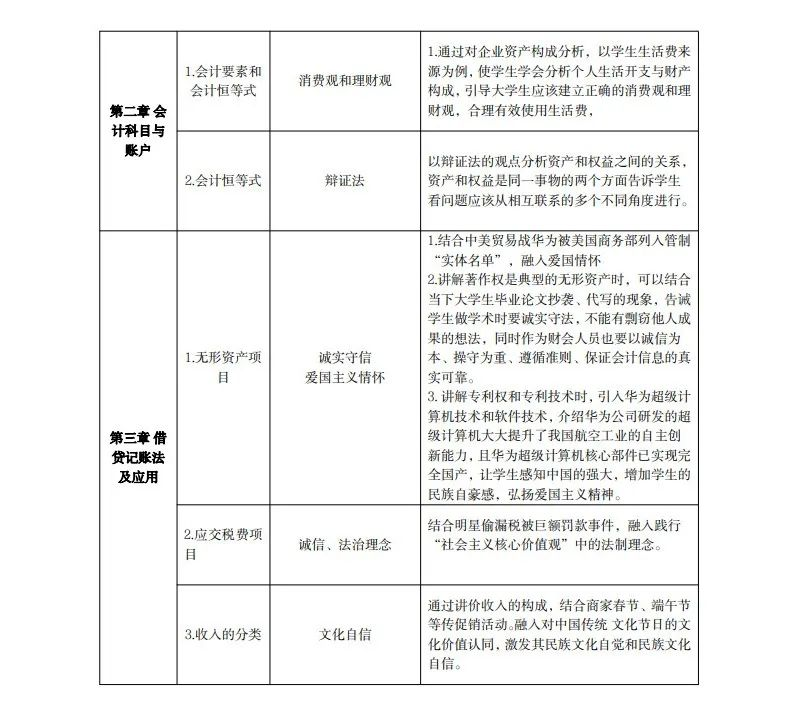 第二章 会
计科目与
账户
1.会计要素和
会计恒等式
消费观和理财观
1.通过对企业资产构成分析，以学生生活费来
源为例，使学生学会分析个人生活开支与财产
构成，引导大学生应该建立正确的消费观和理
财观，合理有效使用生活费，
2.会计恒等式
辩证法
以辩证法的观点分析资产和权益之间的关系，
资产和权益是同一事物的两个方面告诉学生
看问题应该从相互联系的多个不同角度进行。
第三章 借
贷记账法
及应用
1.无形资产项
目
诚实守信
爱国主义情怀
1.结合中美贸易战华为被美国商务部列入管制
“实体名单”，融入爱国情怀
2.讲解著作权是典型的无形资产时，可以结合
当下大学生毕业论文抄袭、代写的现象，告诫
学生做学术时要诚实守法，不能有剽窃他人成
果的想法，同时作为财会人员也要以诚信为
本、操守为重、遵循准则、保证会计信息的真
实可靠。
3. 讲解专利权和专利技术时，引入华为超级计
算机技术和软件技术，介绍华为公司研发的超
级计算机大大提升了我国航空工业的自主创
新能力，且华为超级计算机核心部件已实现完
全国产，让学生感知中国的强大，增加学生的
民族自豪感，弘扬爱国主义精神。
2.应交税费项
目
诚信、法治理念
结合明星偷漏税被巨额罚款事件，融入践行
“社会主义核心价值观”中的法制理念。
3.收入的分类
文化自信
通过讲价收入的构成，结合商家春节、端午节
等传促销活动。融入对中国传统 文化节日的文
化价值认同，激发其民族文化自觉和民族文化
自信。